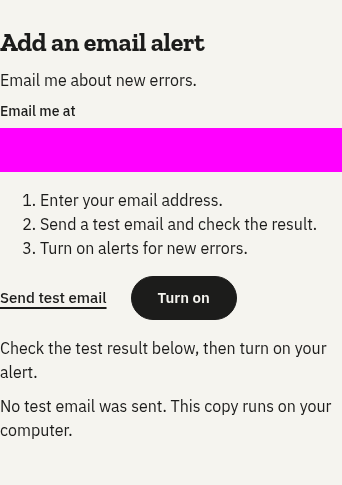 Add an email alert
Email me about new errors.
Email me at
1. Enter your email address.
2. Send a test email and check the result.
3. Turn on alerts for new errors.
Send test email
Turn on
Check the test result below, then turn on your
alert.
No test email was sent. This copy runs on your
computer.